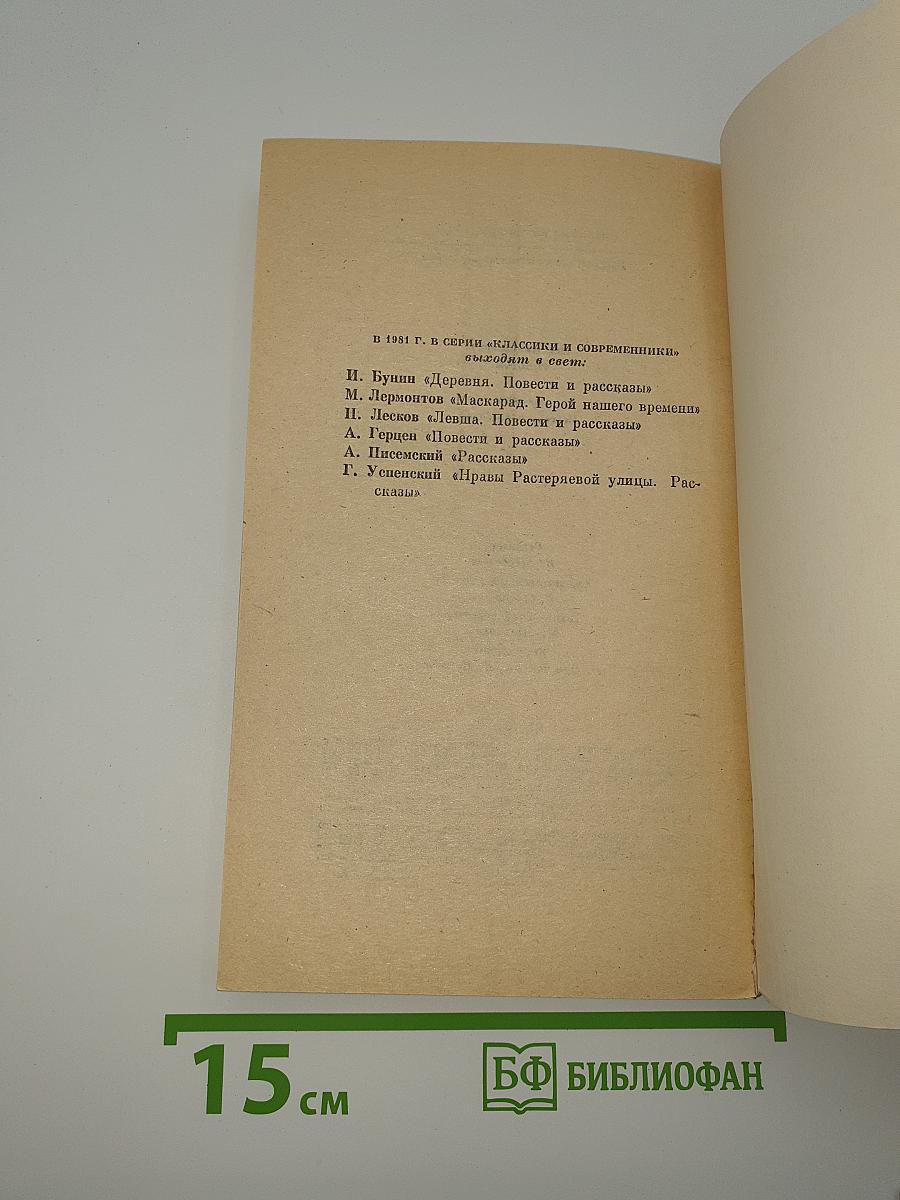 В 1981 Г. В СЕРИИ «КЛАССИКИ И СОВРЕМЕННИКИ»
выходят в свет:
И. Бунин «Деревня. Повести и рассказы»
М. Лермонтов «Маскарад. Герой нашего времени»
Н. Лесков «Левша. Повести и рассказы»
А. Герцен «Повести и рассказы»
А. Писемский «Рассказы»
Г. Успенский «Нравы Растеряевой улицы. Рас-
сказы»
15 см
БФ БИБЛИОФАН